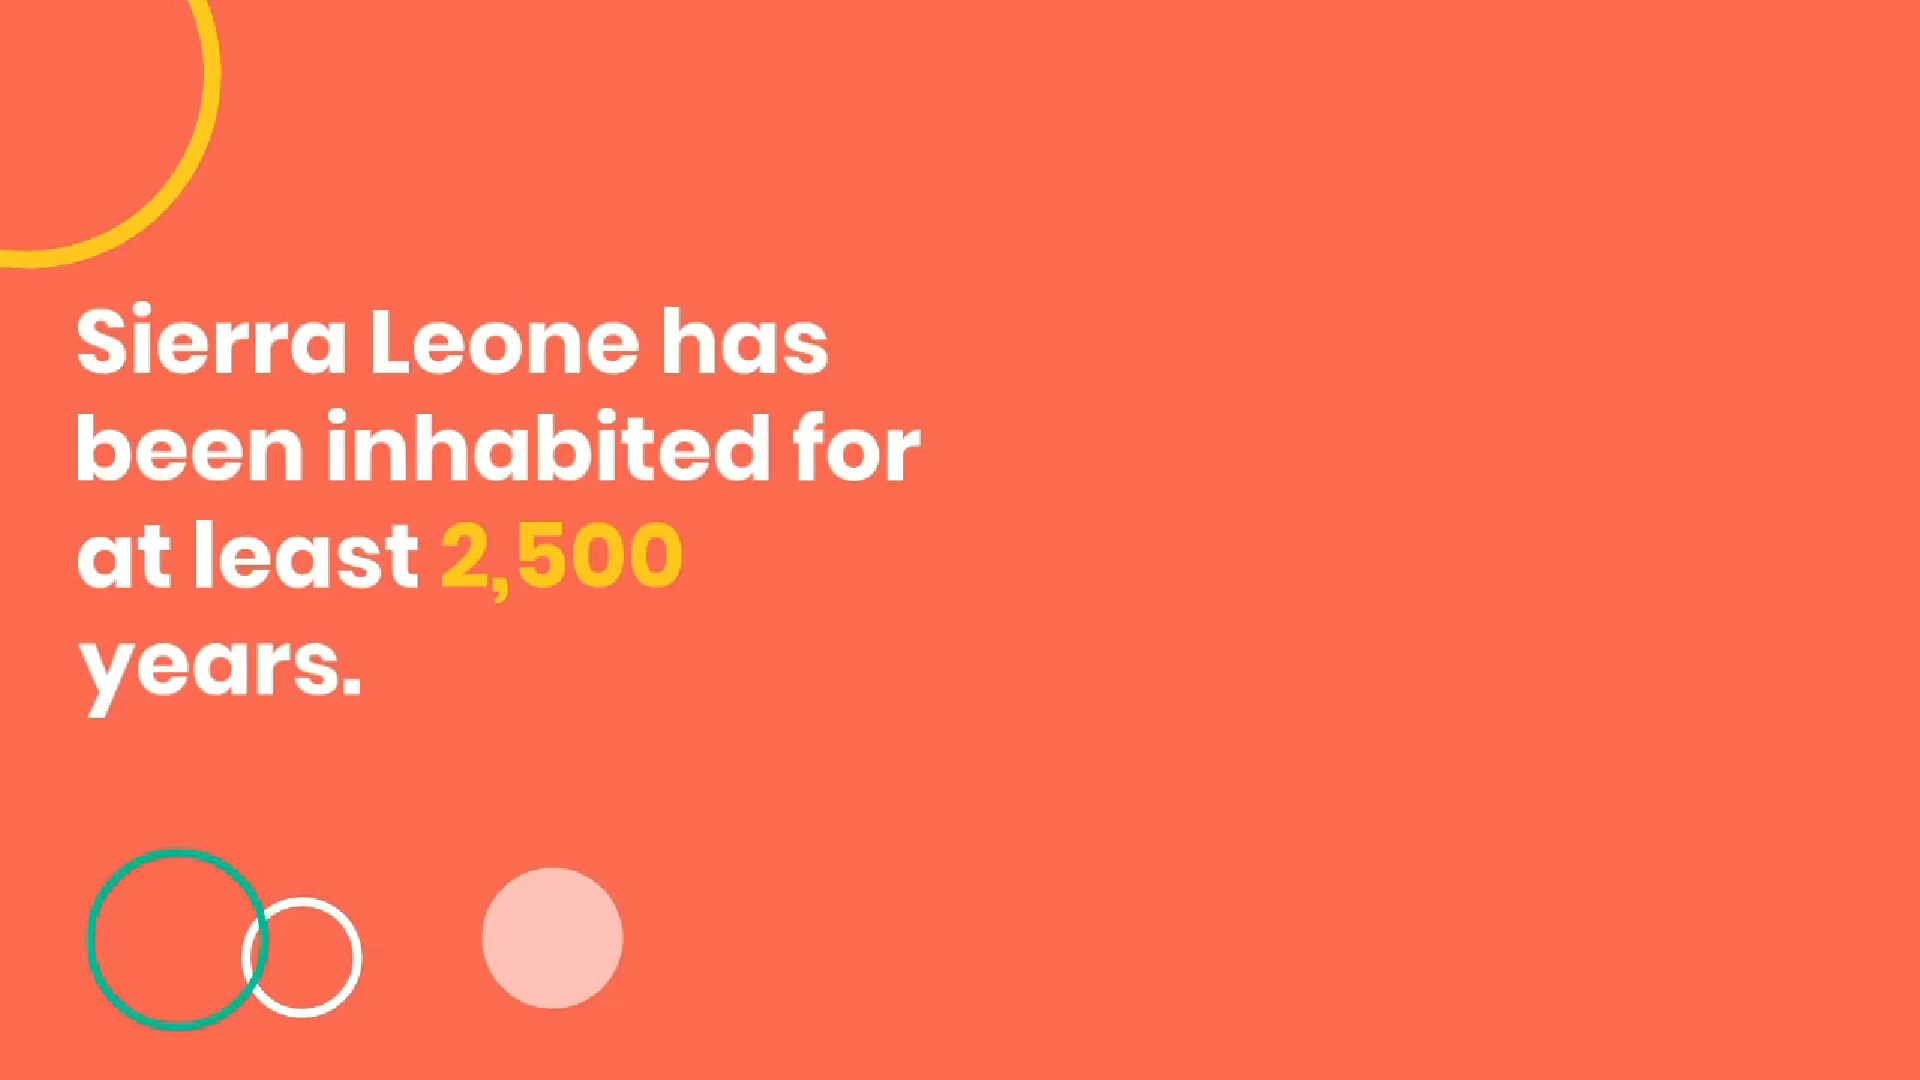 Sierra Leone has
been inhabited for
at least 2,500
years.